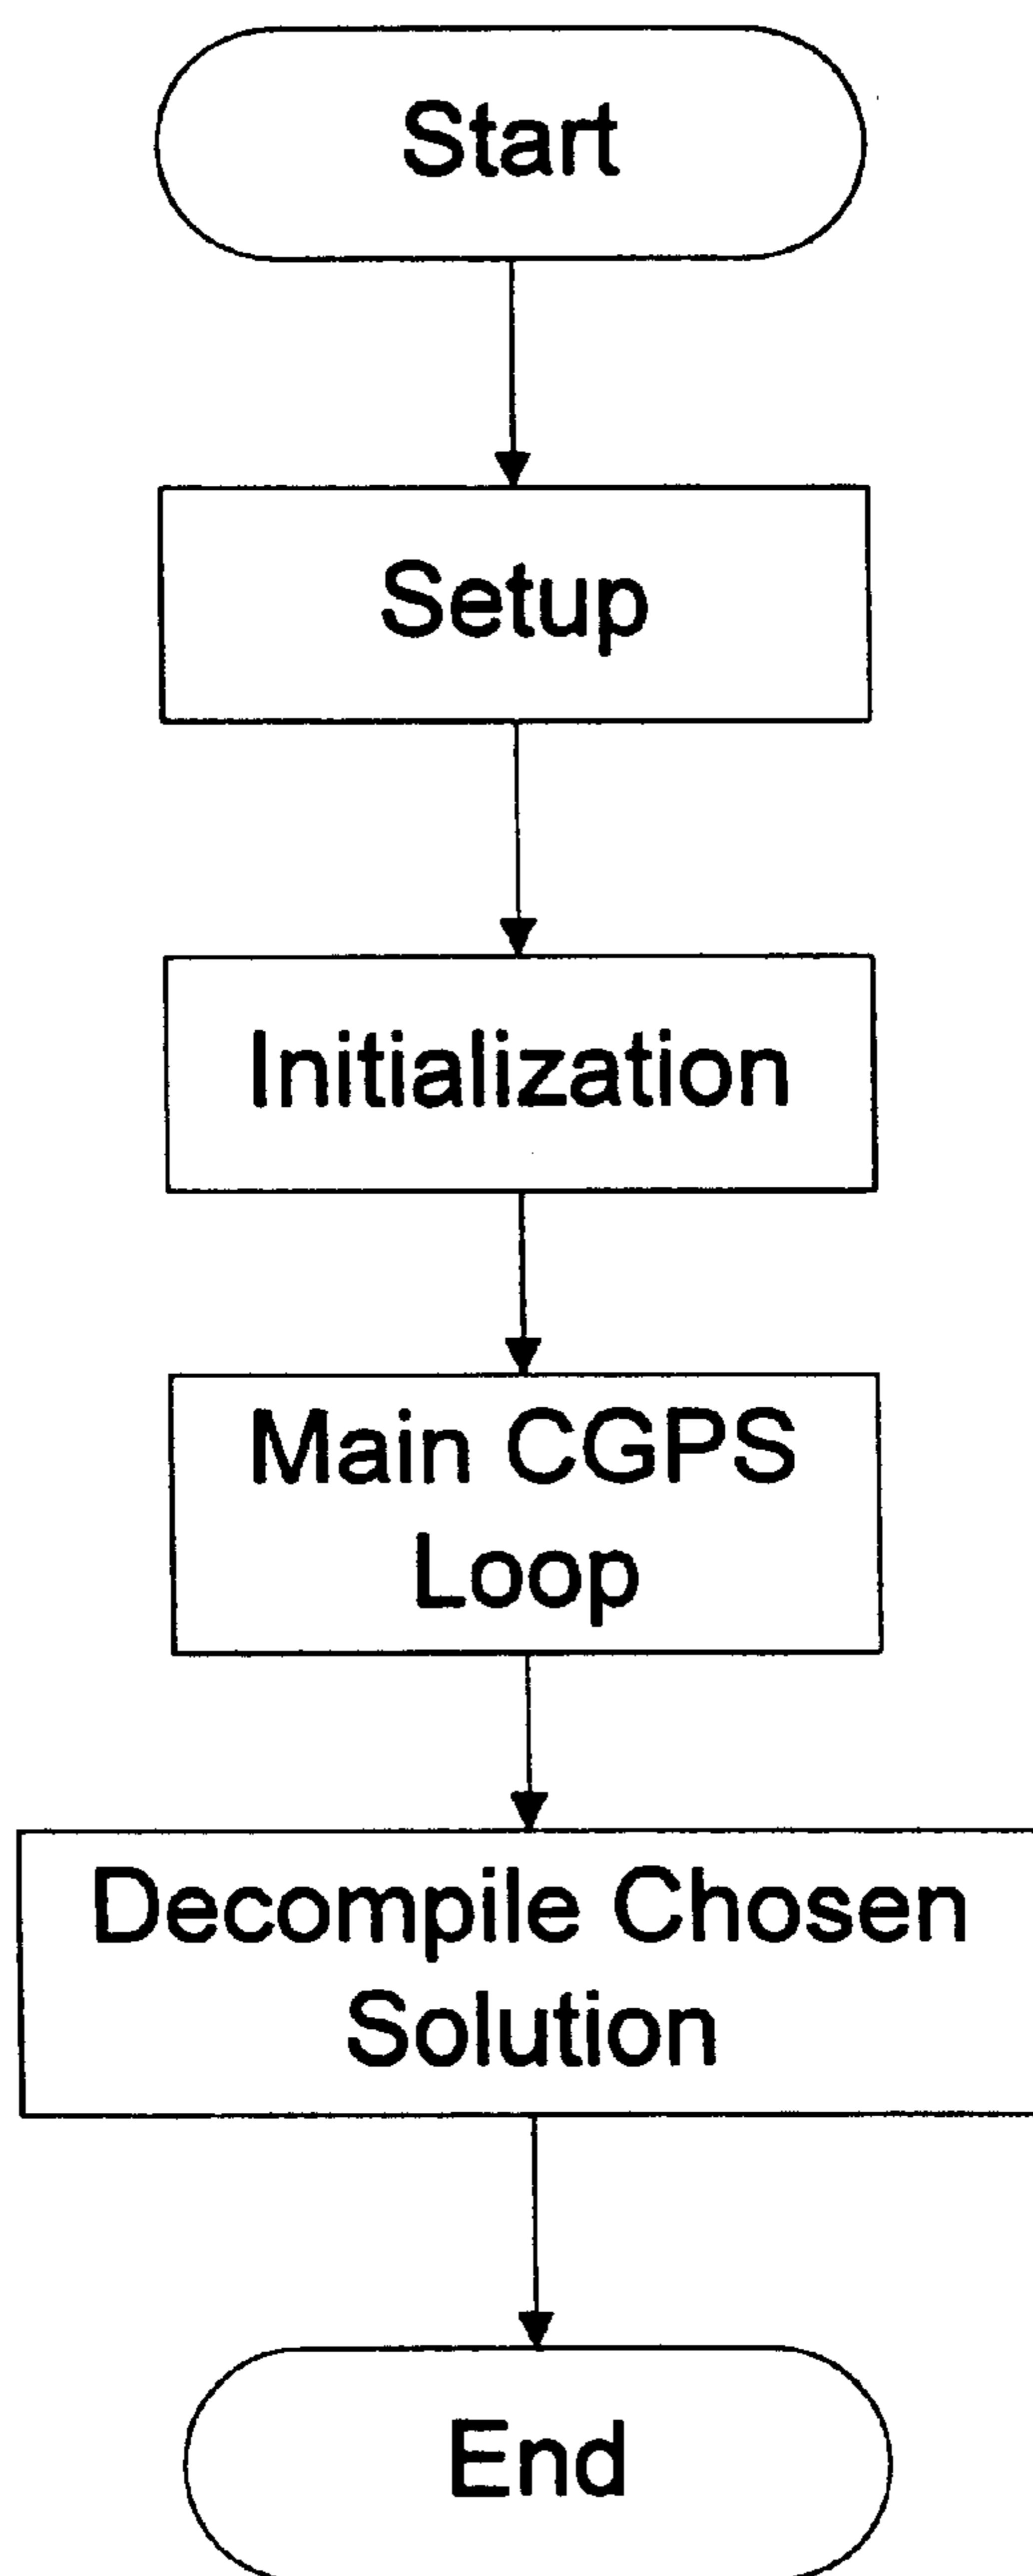 Start
Setup
Initialization
Main CGPS
Loop
Decompile Chosen
Solution
End